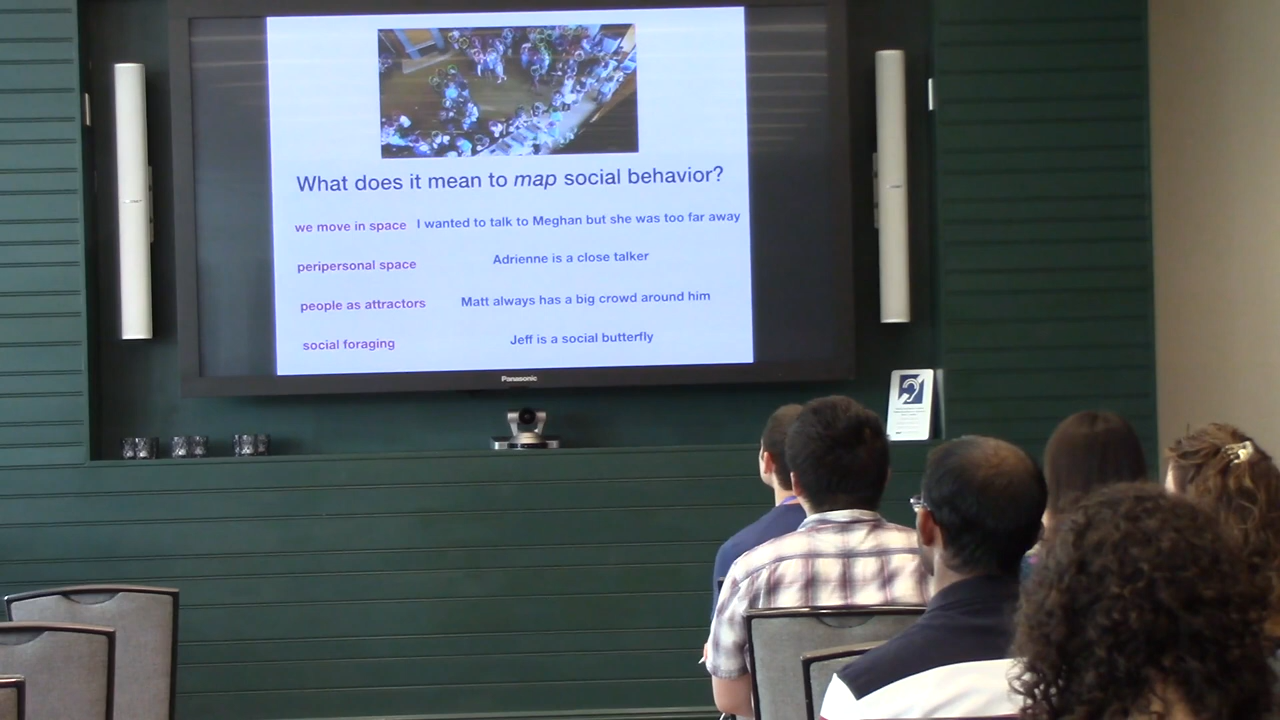 What does it mean to map social behavior?
we move in space I wanted to talk to Meghan but she was too far away
peripersonal space Adrienne is a close talker
people as attractors Matt always has a big crowd around him
social foraging Jeff is a social butterfly
Panasonic